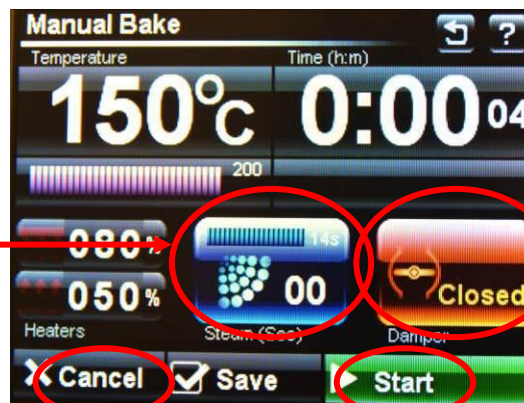 Manual Bake
?
Temperature
Time (h:m)
150°C
0:00 04
200
080%
14s
050%
00
Closed
Heaters
Steam (Sec)
Damper
Cancel
Save
Start